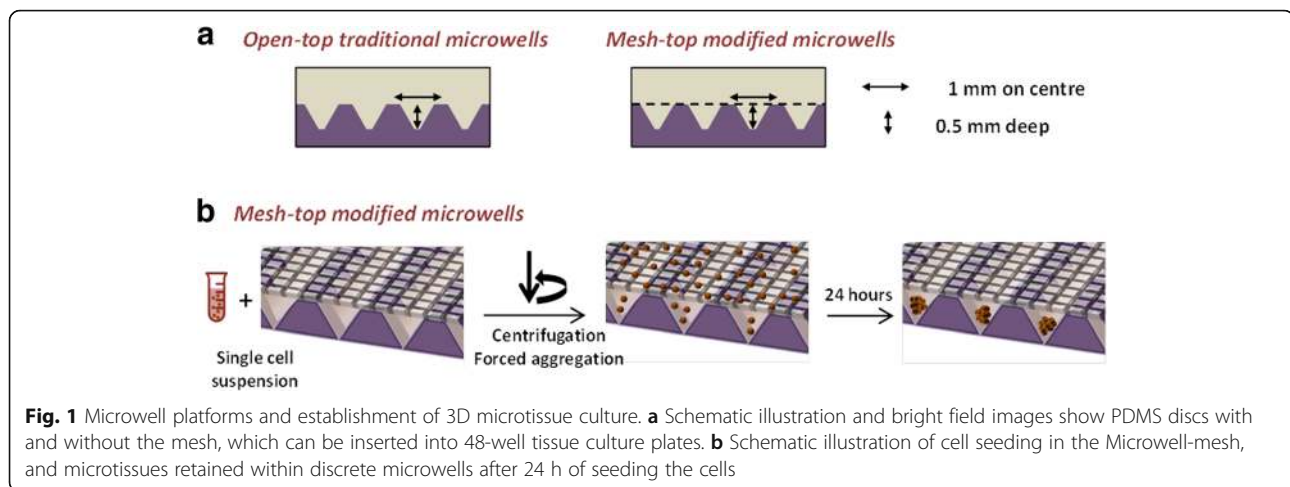 a Open-top traditional microwells Mesh-top modified microwells
1 mm on centre
0.5 mm deep
b Mesh-top modified microwells
Single cell
suspension
+
Centrifugation
Forced aggregation
24 hours
Fig. 1 Microwell platforms and establishment of 3D microtissue culture. a Schematic illustration and bright field images show PDMS discs with
and without the mesh, which can be inserted into 48-well tissue culture plates. b Schematic illustration of cell seeding in the Microwell-mesh,
and microtissues retained within discrete microwells after 24 h of seeding the cells